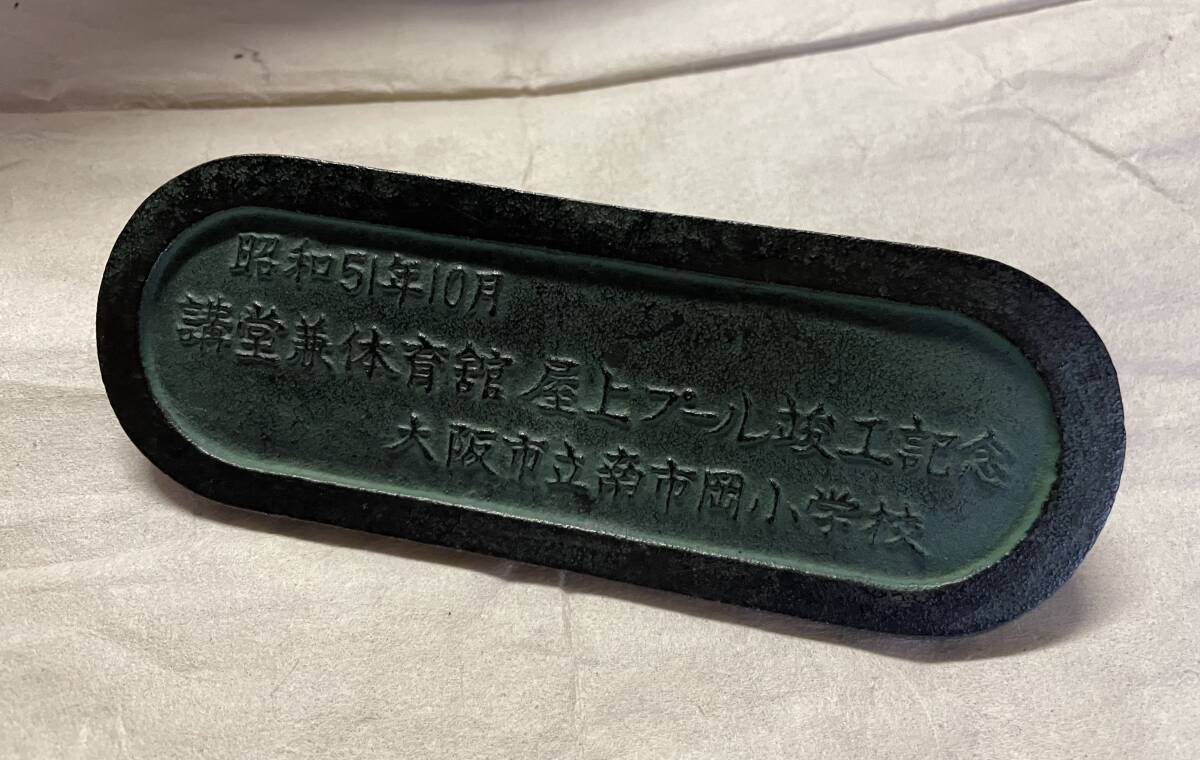 昭和51年10月
講堂兼体育舘 屋上プール竣工記念
大阪市立南市岡小学校